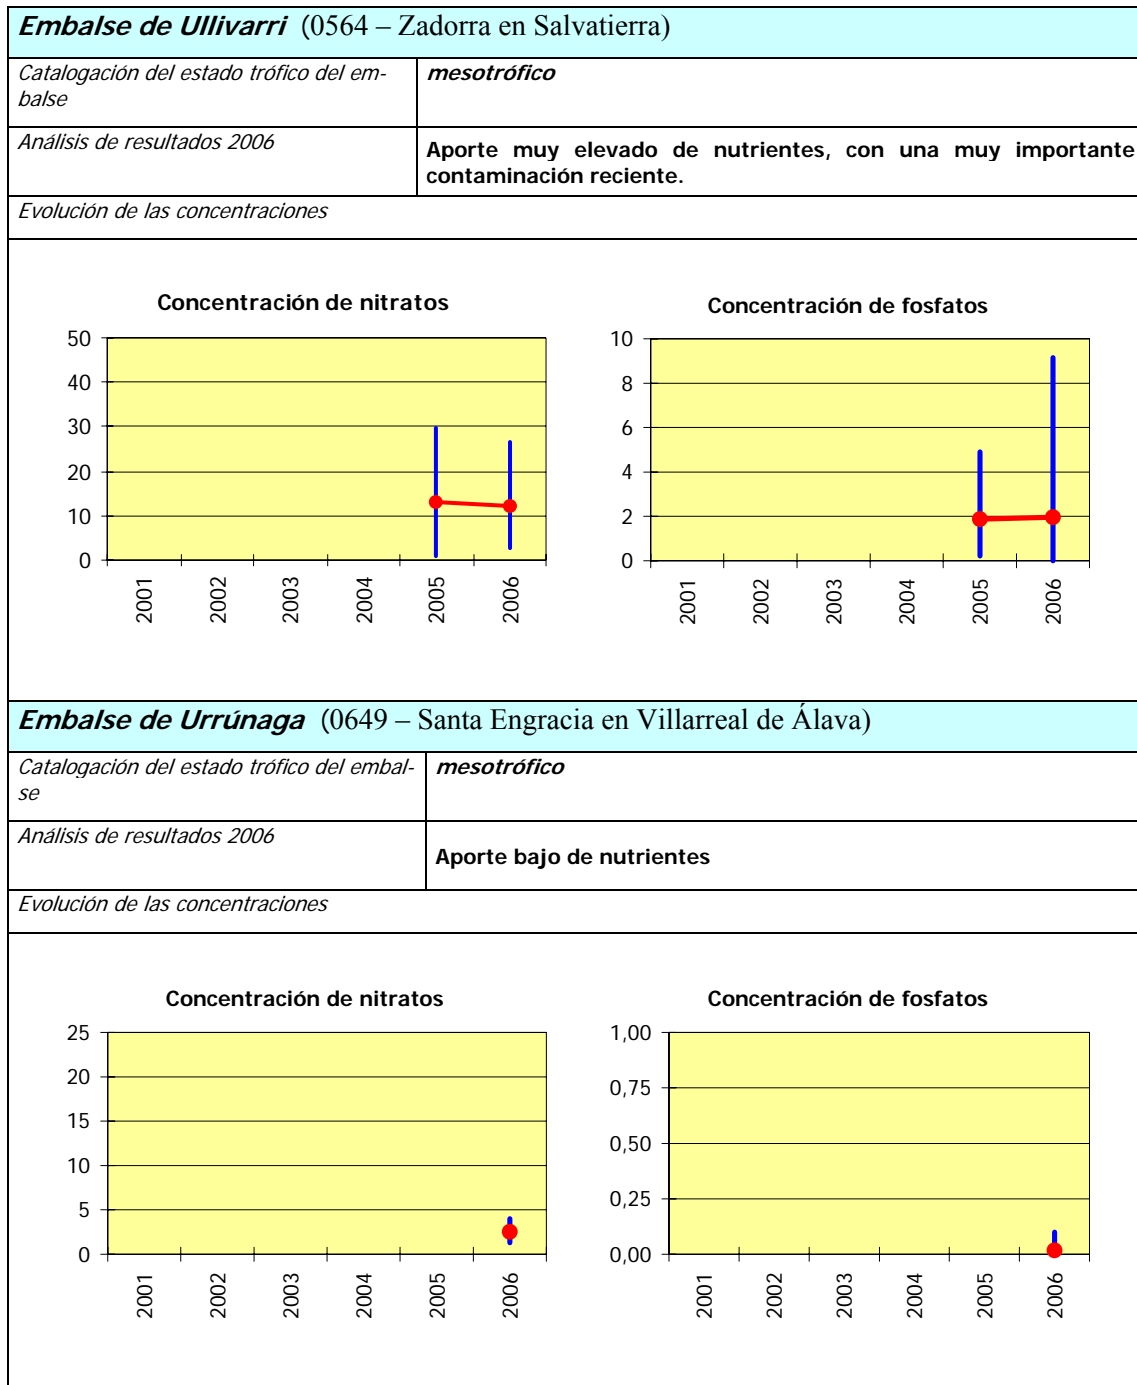 Embalse de Ullivarri (0564 – Zadorra en Salvatierra)
Catalogación del estado trófico del em-
balse
mesotrófico
Análisis de resultados 2006
Aporte muy elevado de nutrientes, con una muy importante
contaminación reciente.
Evolución de las concentraciones
Concentración de nitratos
50
40
30
20
10
0
2001
2002
2003
2004
2005
2006
Concentración de fosfatos
10
8
6
4
2
0
2001
2002
2003
2004
2005
2006
Embalse de Urrúnaga (0649 – Santa Engracia en Villarreal de Álava)
Catalogación del estado trófico del embal-
se
mesotrófico
Análisis de resultados 2006
Aporte bajo de nutrientes
Evolución de las concentraciones
Concentración de nitratos
25
20
15
10
5
0
2001
2002
2003
2004
2005
2006
Concentración de fosfatos
1,00
0,75
0,50
0,25
0,00
2001
2002
2003
2004
2005
2006